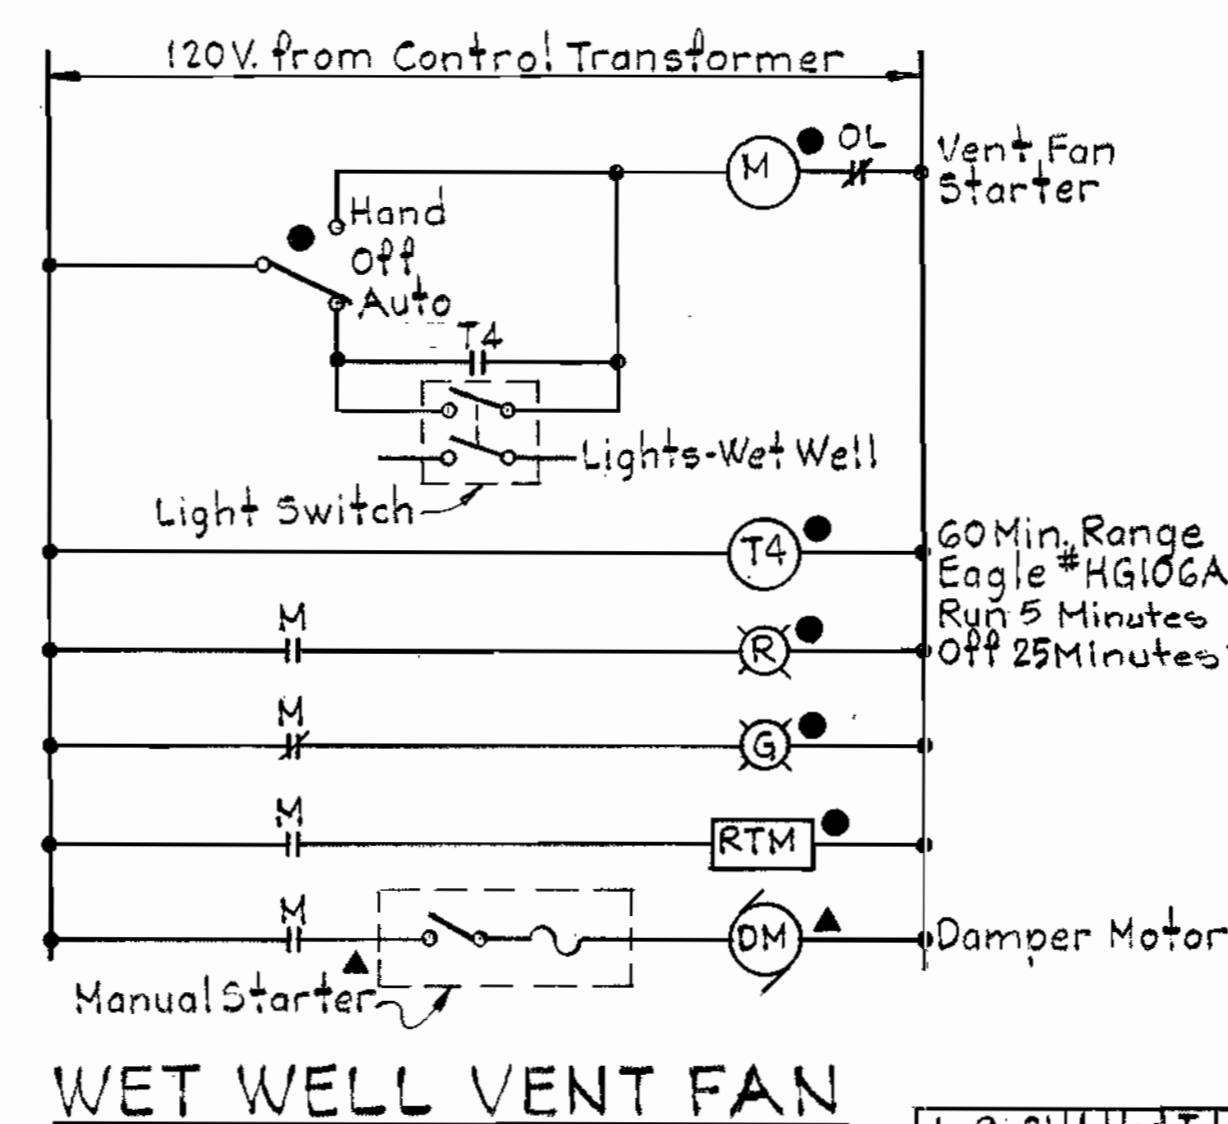 120V. from Control Transformer
M
OL
Vent Fan
Starter
Hand
Off
Auto
T4
Lights-Wet Well
Light Switch
T4
60 Min. Range
Eagle #HG106A
Run 5 Minutes
Off 25 Minutes
M
R
M
G
M
RTM
M
DM
Damper Motor
Manual Starter
WET WELL VENT FAN